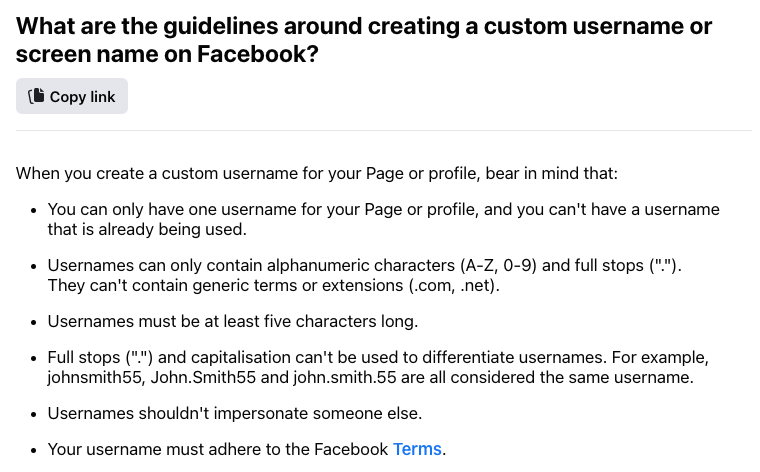 What are the guidelines around creating a custom username or
screen name on Facebook?
Copy link
When you create a custom username for your Page or profile, bear in mind that:
• You can only have one username for your Page or profile, and you can't have a username
that is already being used.
• Usernames can only contain alphanumeric characters (A-Z, 0-9) and full stops (".").
They can't contain generic terms or extensions (.com, .net).
• Usernames must be at least five characters long.
• Full stops (".") and capitalisation can't be used to differentiate usernames. For example,
johnsmith55, John.Smith55 and john.smith.55 are all considered the same username.
• Usernames shouldn't impersonate someone else.
• Your username must adhere to the Facebook Terms.